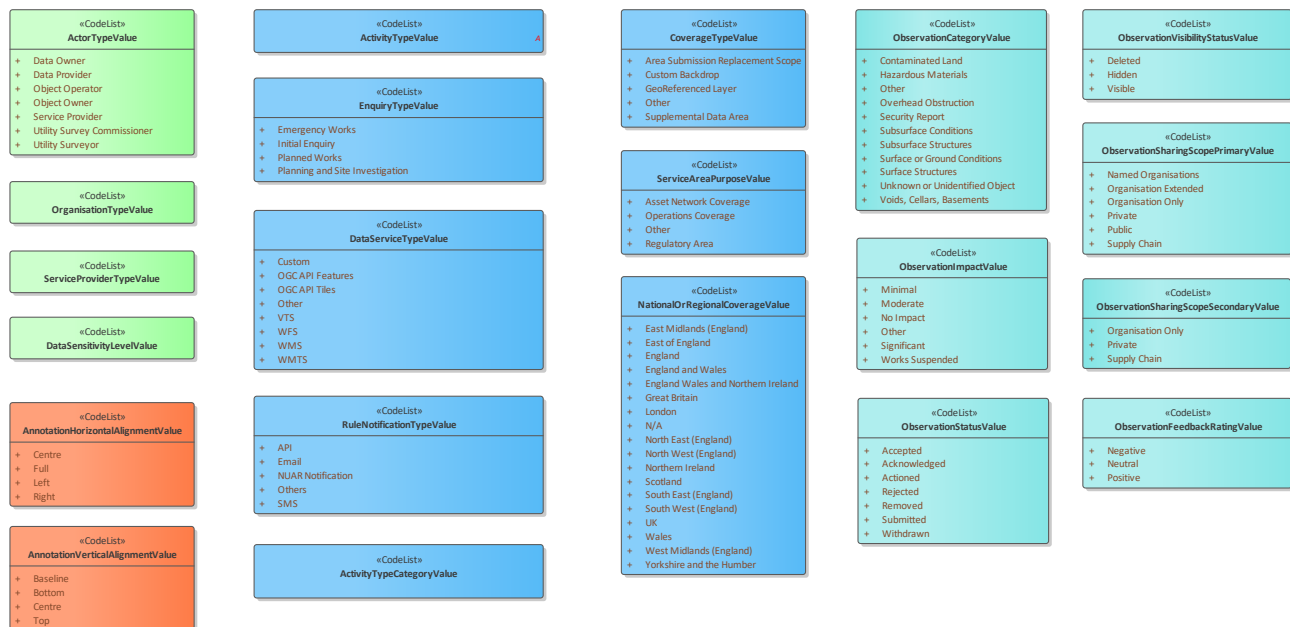 «CodeList»
ActorTypeValue
+ Data Owner
+ Data Provider
+ Object Operator
+ Object Owner
+ Service Provider
+ Utility Survey Commissioner
+ Utility Surveyor
«CodeList»
OrganisationTypeValue
«CodeList»
ServiceProviderTypeValue
«CodeList»
DataSensitivityLevelValue
«CodeList»
AnnotationHorizontalAlignmentValue
+ Centre
+ Full
+ Left
+ Right
«CodeList»
AnnotationVerticalAlignmentValue
+ Baseline
+ Bottom
+ Centre
+ Top
«CodeList»
ActivityTypeValue
A
«CodeList»
EnquiryTypeValue
+ Emergency Works
+ Initial Enquiry
+ Planned Works
+ Planning and Site Investigation
«CodeList»
DataServiceTypeValue
+ Custom
+ OGC API Features
+ OGC API Tiles
+ Other
+ VTS
+ WFS
+ WMS
+ WMTS
«CodeList»
RuleNotificationTypeValue
+ API
+ Email
+ NUAR Notification
+ Others
+ SMS
«CodeList»
ActivityTypeCategoryValue
«CodeList»
CoverageTypeValue
+ Area Submission Replacement Scope
+ Custom Backdrop
+ GeoReferenced Layer
+ Other
+ Supplemental Data Area
«CodeList»
ServiceAreaPurposeValue
+ Asset Network Coverage
+ Operations Coverage
+ Other
+ Regulatory Area
«CodeList»
NationalOrRegionalCoverageValue
+ East Midlands (England)
+ East of England
+ England
+ England and Wales
+ England Wales and Northern Ireland
+ Great Britain
+ London
+ N/A
+ North East (England)
+ North West (England)
+ Northern Ireland
+ Scotland
+ South East (England)
+ South West (England)
+ UK
+ Wales
+ West Midlands (England)
+ Yorkshire and the Humber
«CodeList»
ObservationCategoryValue
+ Contaminated Land
+ Hazardous Materials
+ Other
+ Overhead Obstruction
+ Security Report
+ Subsurface Conditions
+ Subsurface Structures
+ Surface or Ground Conditions
+ Surface Structures
+ Unknown or Unidentified Object
+ Voids, Cellars, Basements
«CodeList»
ObservationImpactValue
+ Minimal
+ Moderate
+ No Impact
+ Other
+ Significant
+ Works Suspended
«CodeList»
ObservationStatusValue
+ Accepted
+ Acknowledged
+ Actioned
+ Rejected
+ Removed
+ Submitted
+ Withdrawn
«CodeList»
ObservationVisibilityStatusValue
+ Deleted
+ Hidden
+ Visible
«CodeList»
ObservationSharingScopePrimaryValue
+ Named Organisations
+ Organisation Extended
+ Organisation Only
+ Private
+ Public
+ Supply Chain
«CodeList»
ObservationSharingScopeSecondaryValue
+ Organisation Only
+ Private
+ Supply Chain
«CodeList»
ObservationFeedbackRatingValue
+ Negative
+ Neutral
+ Positive